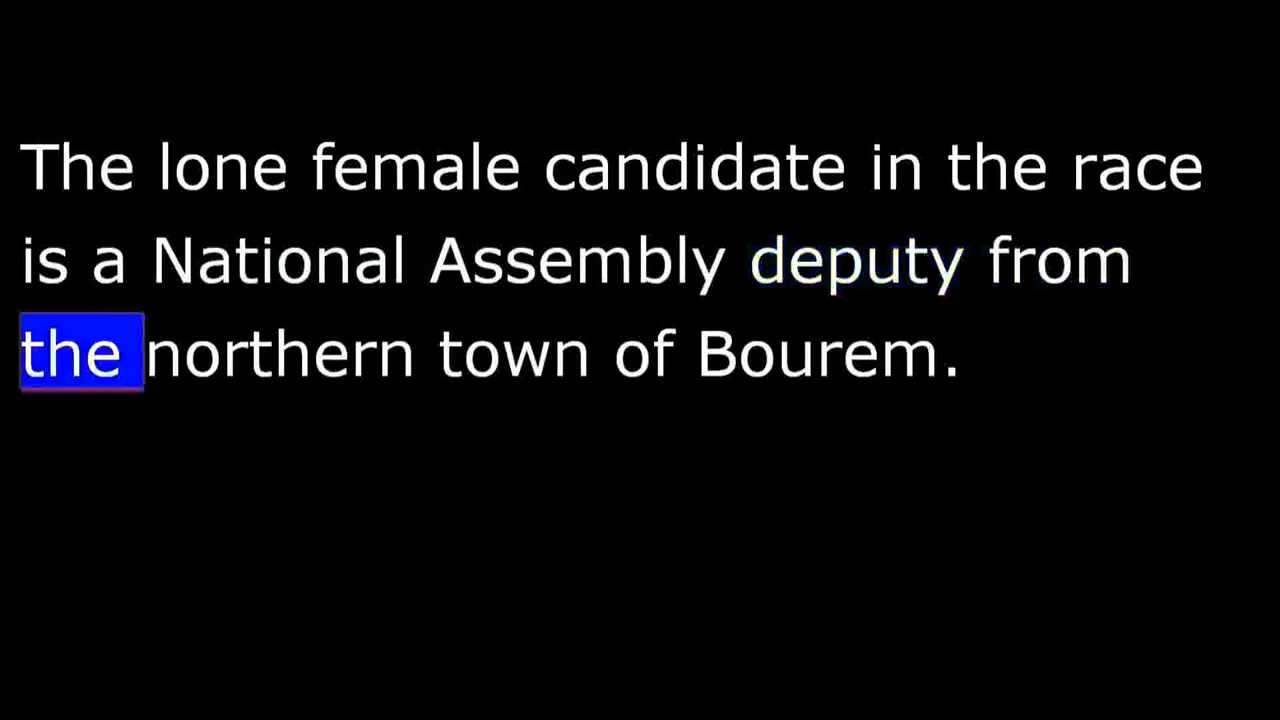 The lone female candidate in the race
is a National Assembly deputy from
the northern town of Bourem.